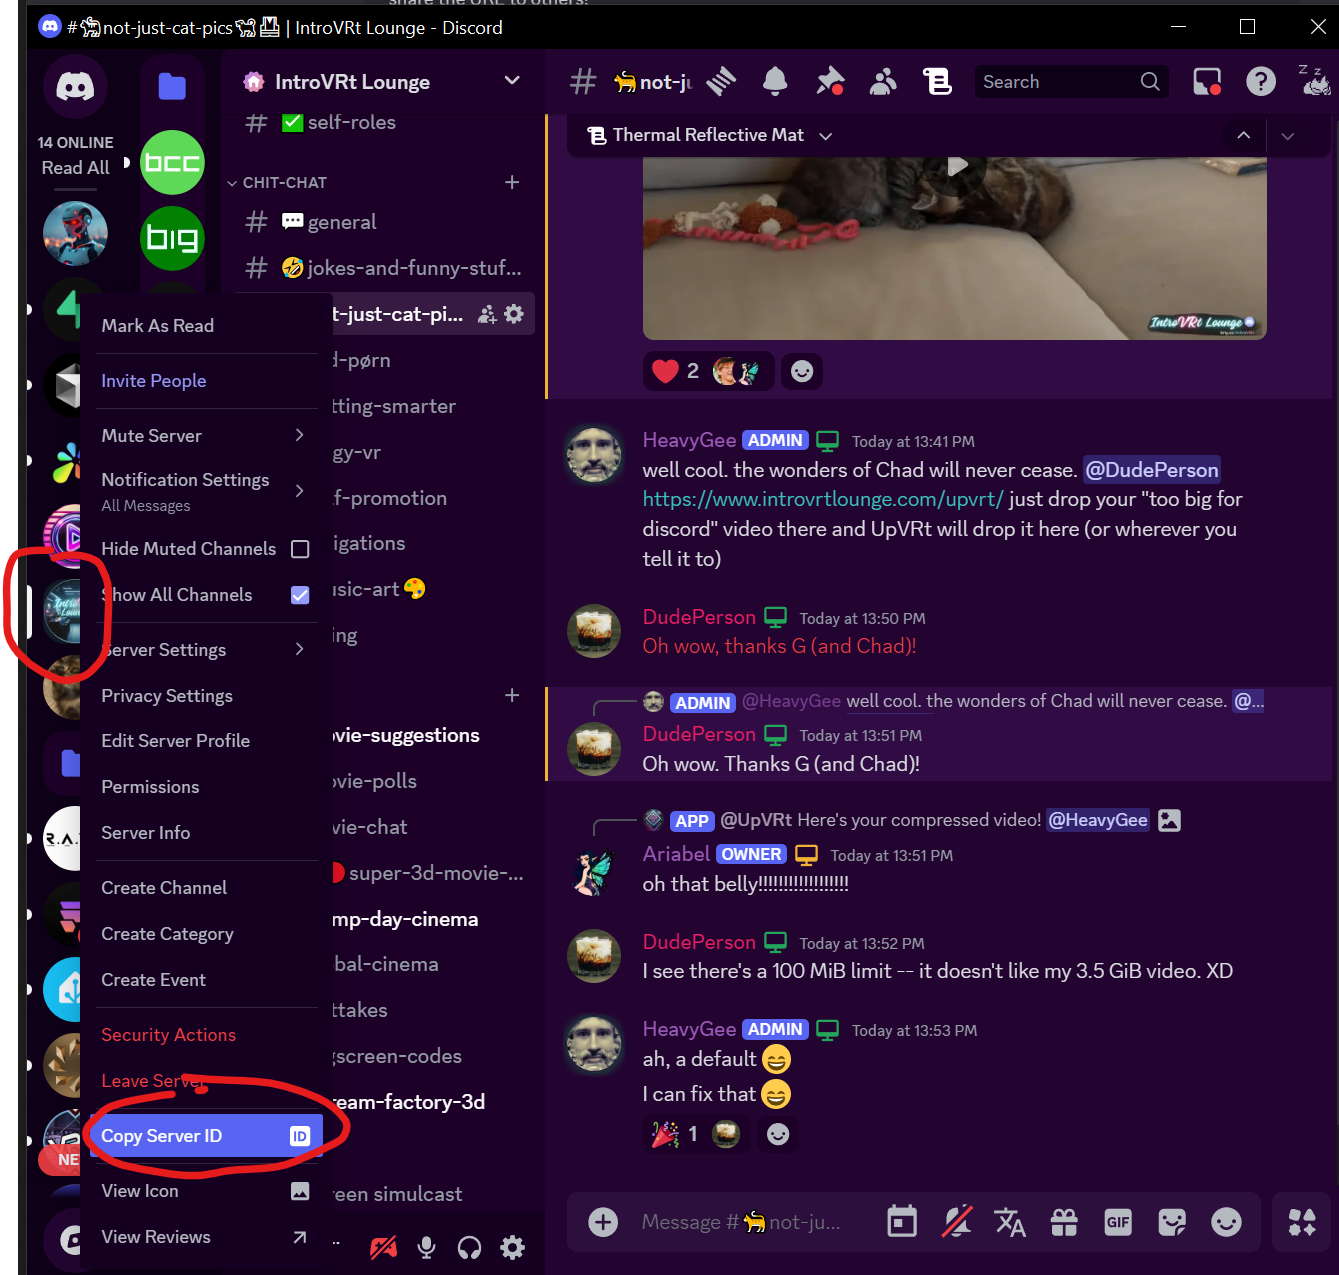 share the URL to others!
#🐈not-just-cat-pics🐈 | IntroVRt Lounge - Discord
14 ONLINE
Read All
bcc
big
R.A.
NE
IntroVRt Lounge
✅self-roles
CHIT-CHAT
💬general
🤣jokes-and-funny-stuf...
t-just-cat-pi...
d-pørn
tting-smarter
gy-vr
f-promotion
igations
sic-art🎨
ing
vie-suggestions
vie-polls
vie-chat
super-3d-movie-...
mp-day-cinema
bal-cinema
ttakes
gscreen-codes
ream-factory-3d
reen simulcast
Mark As Read
Invite People
Mute Server
Notification Settings
All Messages
Hide Muted Channels
Show All Channels
Server Settings
Privacy Settings
Edit Server Profile
Permissions
Server Info
Create Channel
Create Category
Create Event
Security Actions
Leave Server
Copy Server ID
ID
View Icon
View Reviews
# 🐈not-ju
Search
Thermal Reflective Mat
IntroVRt Lounge
❤️ 2
HeavyGee ADMIN Today at 13:41 PM
well cool. the wonders of Chad will never cease. @DudePerson
https://www.introvrtlounge.com/upvrt/ just drop your "too big for
discord" video there and UpVRt will drop it here (or wherever you
tell it to)
DudePerson Today at 13:50 PM
Oh wow, thanks G (and Chad)!
ADMIN @HeavyGee well cool. the wonders of Chad will never cease. @...
DudePerson Today at 13:51 PM
Oh wow. Thanks G (and Chad)!
APP @UpVRt Here's your compressed video! @HeavyGee
Ariabel OWNER Today at 13:51 PM
oh that belly!!!!!!!!!!!!!!!!!!
DudePerson Today at 13:52 PM
I see there's a 100 MiB limit -- it doesn't like my 3.5 GiB video. XD
HeavyGee ADMIN Today at 13:53 PM
ah, a default 😄
I can fix that 😄
🎉 1
Message #🐈not-ju...
GIF